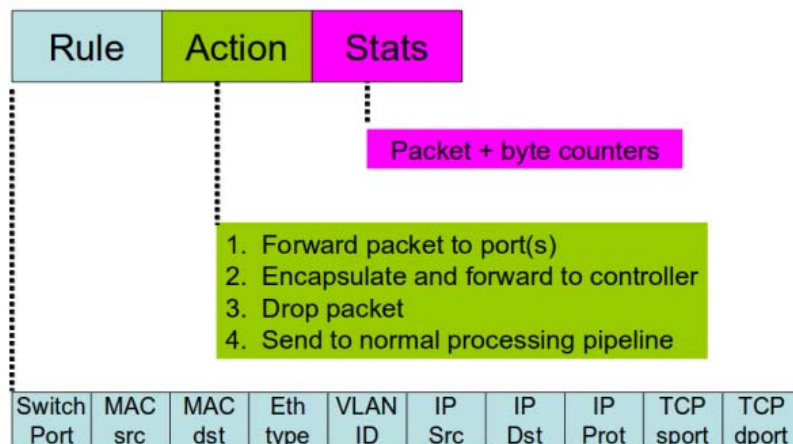 Rule Action Stats
Packet + byte counters
1. Forward packet to port(s)
2. Encapsulate and forward to controller
3. Drop packet
4. Send to normal processing pipeline
Switch MAC MAC Eth VLAN IP IP IP TCP TCP
Port src dst type ID Src Dst Prot sport dport